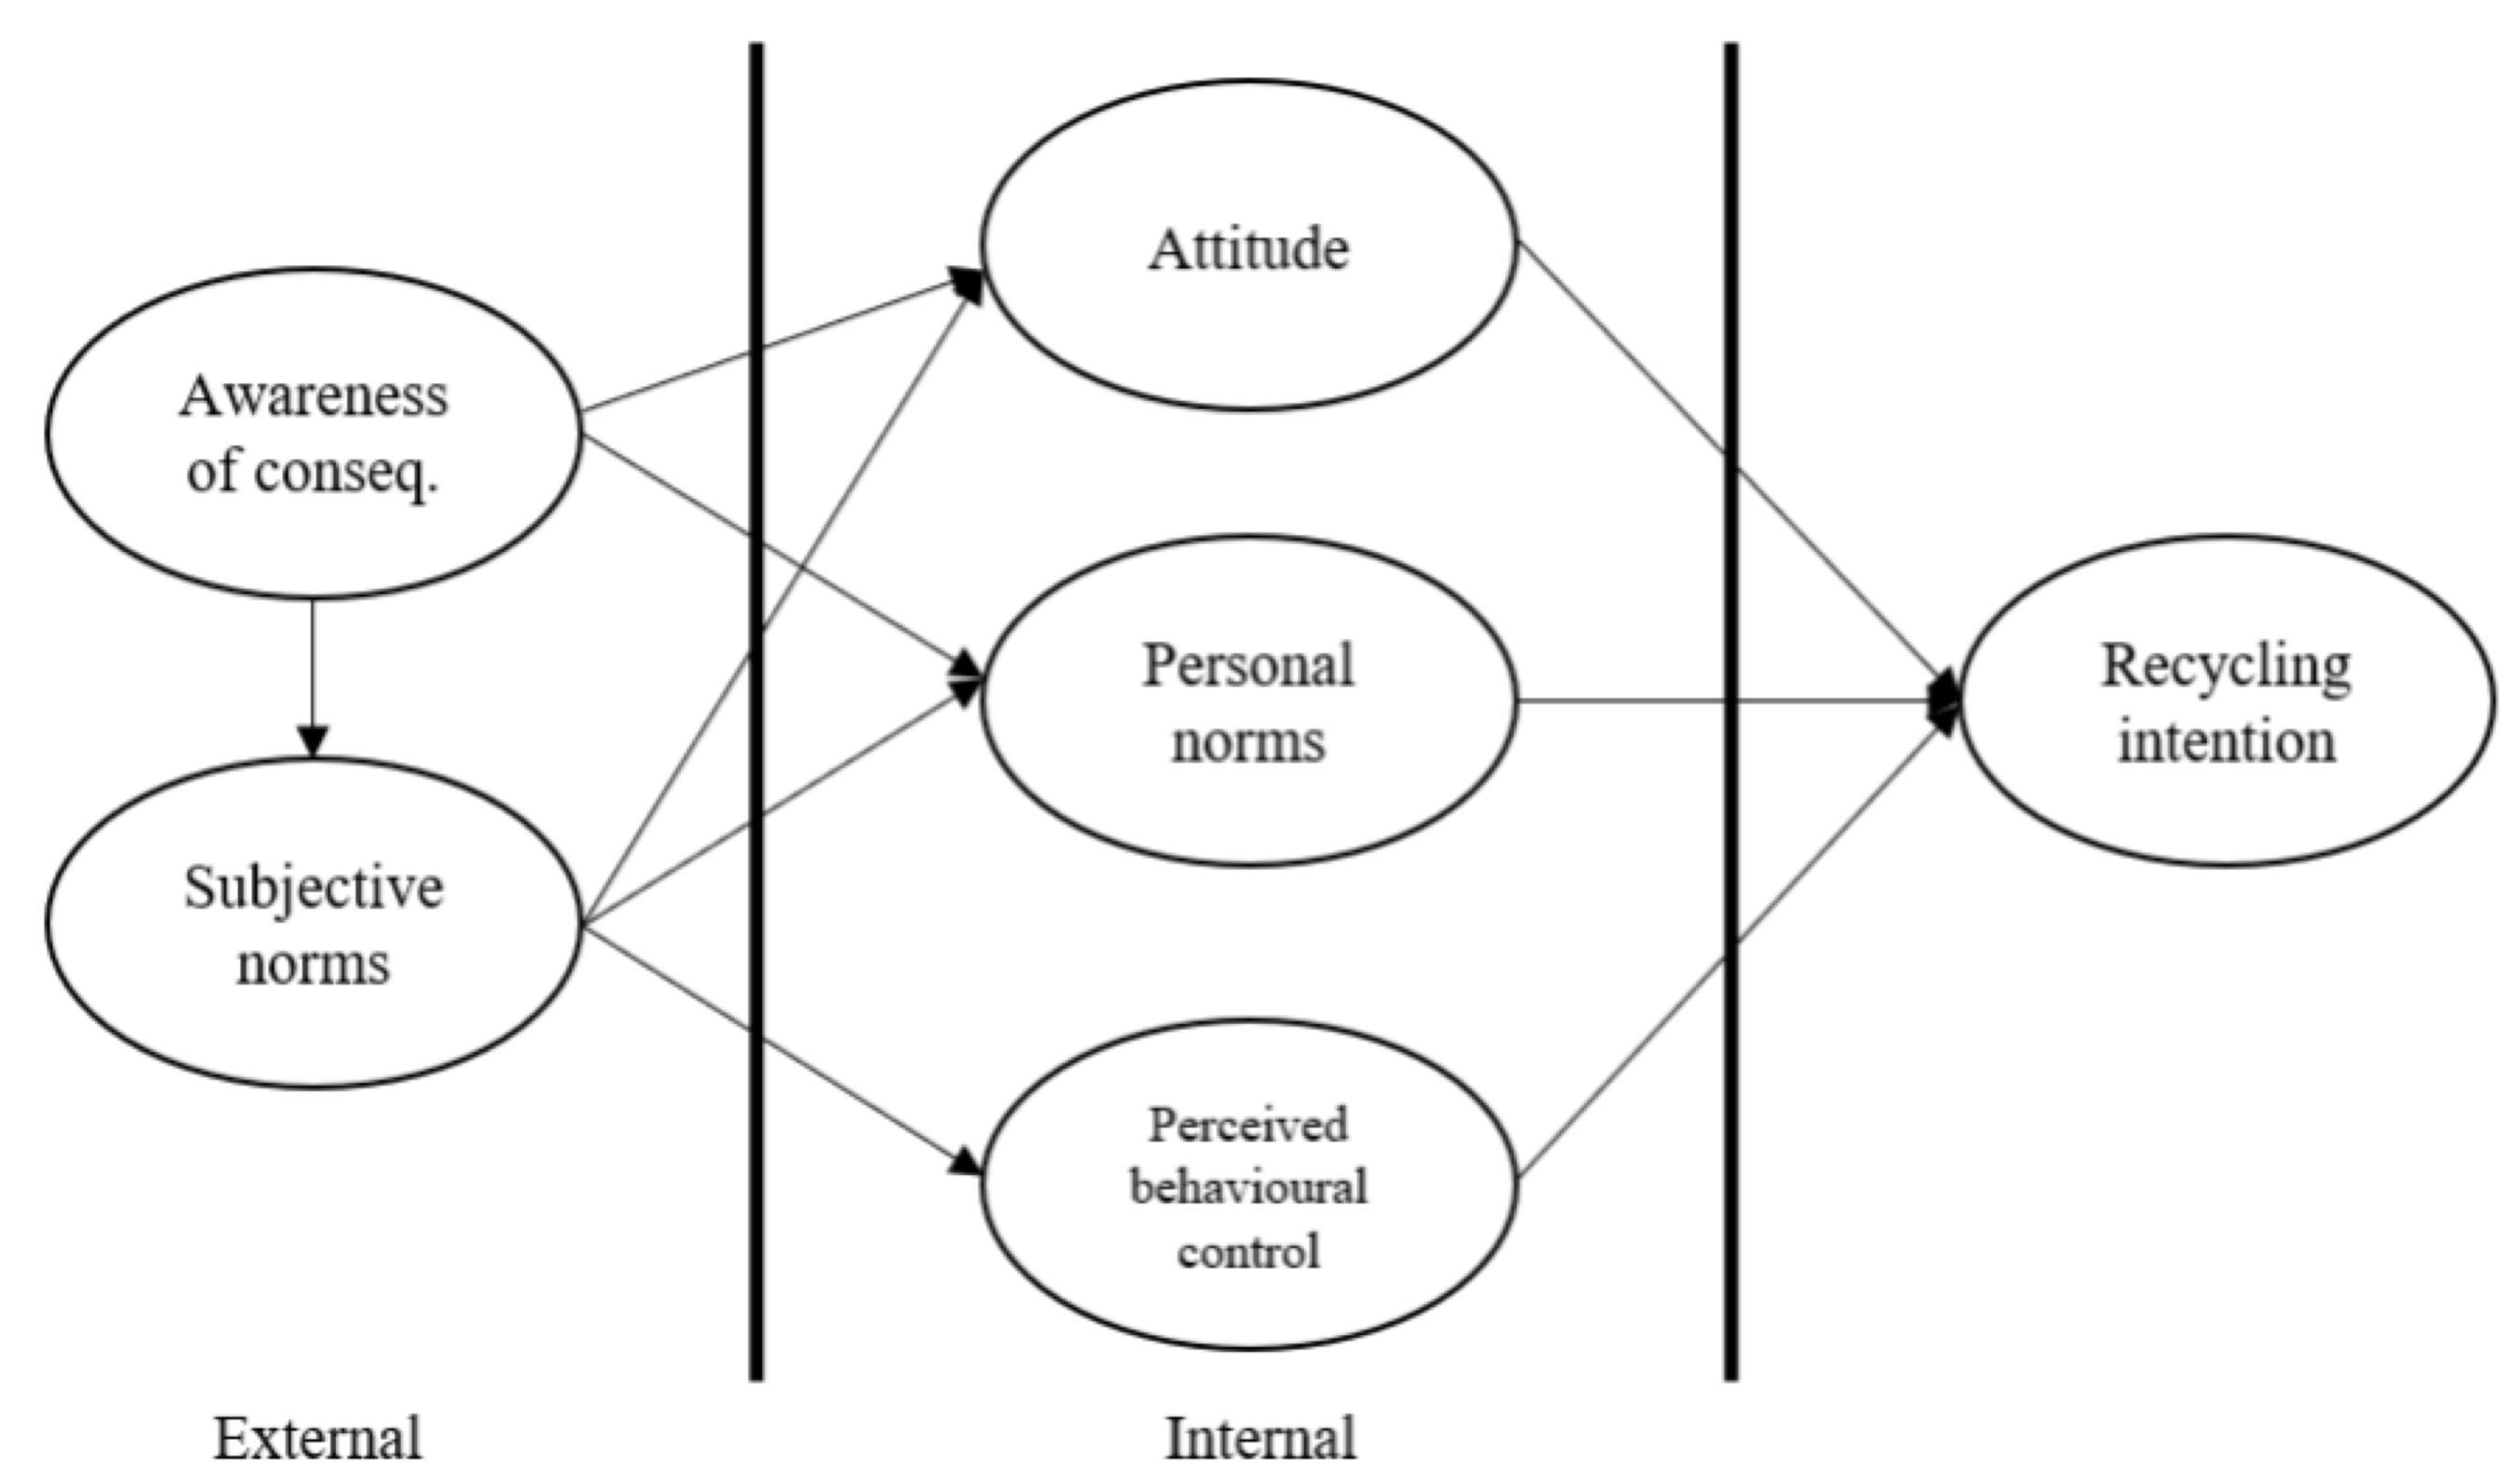 Awareness
of conseq.
Subjective
norms
Attitude
Personal
norms
Perceived
behavioural
control
Recycling
intention
External
Internal